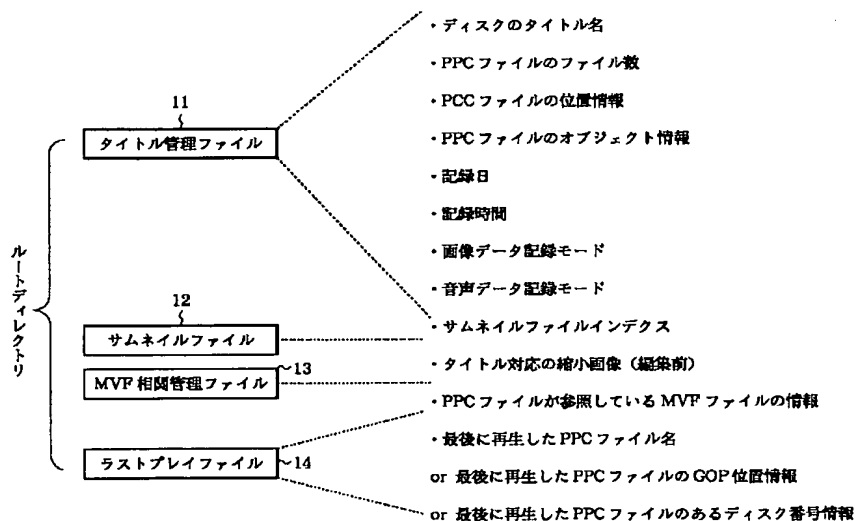 ルートディレクトリ
11
タイトル管理ファイル
12
サムネイルファイル
13
MVF 相関管理ファイル
ラストプレイファイル
14
・ディスクのタイトル名
・PPC ファイルのファイル数
・PCC ファイルの位置情報
・PPC ファイルのオブジェクト情報
・記録日
・記録時間
・画像データ記録モード
・音声データ記録モード
・サムネイルファイルインデクス
・タイトル対応の縮小画像（編集前）
・PPC ファイルが参照している MVF ファイルの情報
・最後に再生した PPC ファイル名
or 最後に再生した PPC ファイルの GOP 位置情報
or 最後に再生した PPC ファイルのあるディスク番号情報